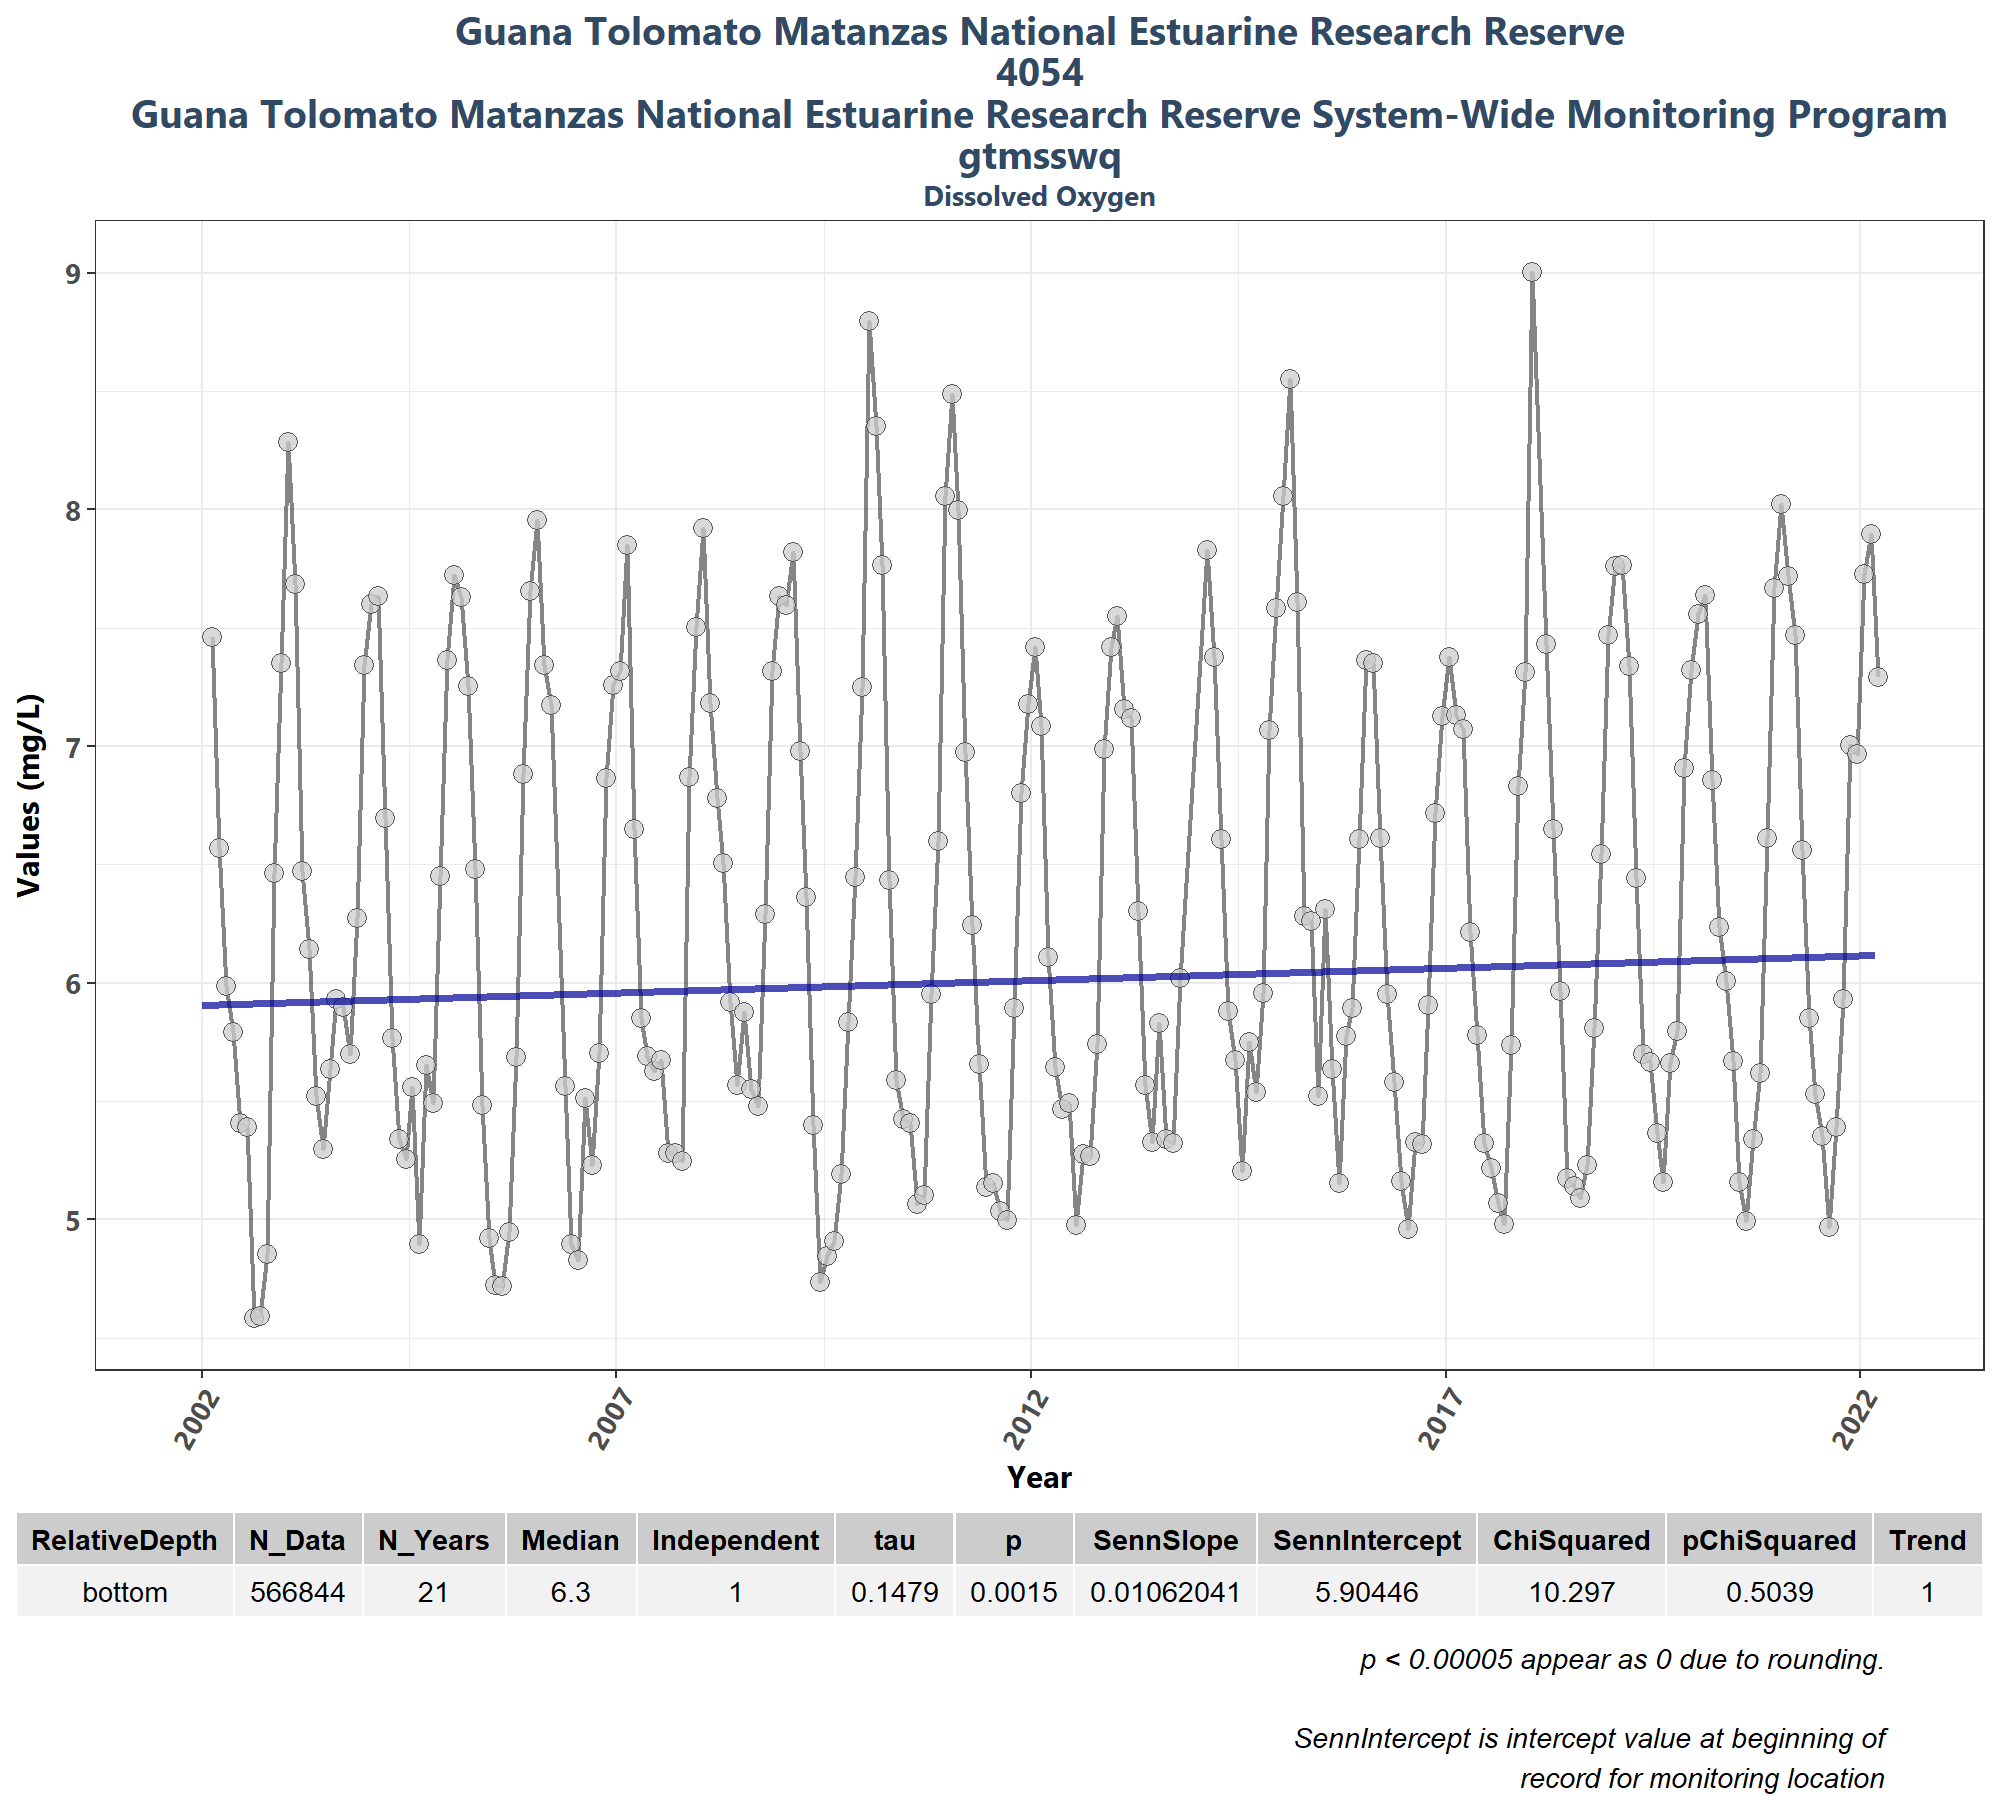 Guana Tolomato Matanzas National Estuarine Research Reserve
4054
Guana Tolomato Matanzas National Estuarine Research Reserve System-Wide Monitoring Program
gtmsswq
Dissolved Oxygen
9
8
7
6
5
Values (mg/L)
2002 2007 2012 2017 2022
Year
RelativeDepth N_Data N_Years Median Independent tau p SennSlope SennIntercept ChiSquared pChiSquared Trend
bottom 566844 21 6.3 1 0.1479 0.0015 0.01062041 5.90446 10.297 0.5039 1
p < 0.00005 appear as 0 due to rounding.
SennIntercept is intercept value at beginning of
record for monitoring location